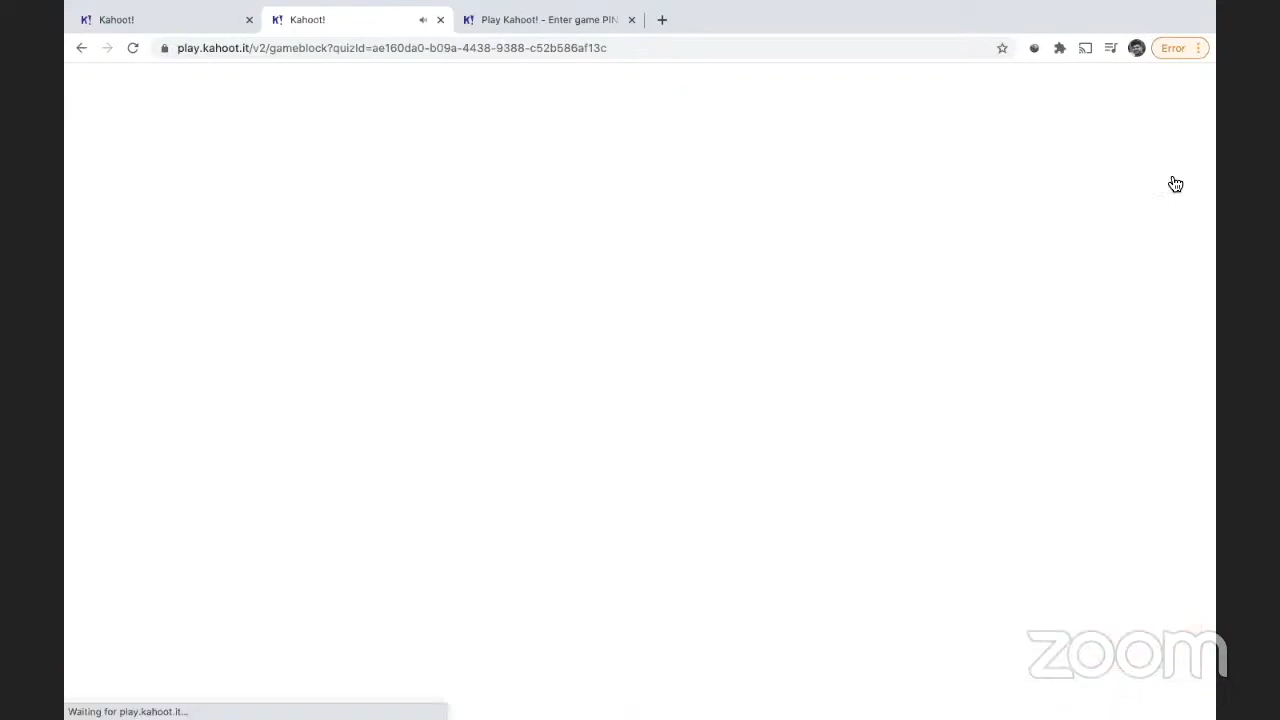 K! Kahoot!
K! Kahoot!
K! Play Kahoot! - Enter game PIN
play.kahoot.it/v2/gameblock?quizId=ae160da0-b09a-4438-9388-c52b586af13c
Error
zoom
Waiting for play.kahoot.it...